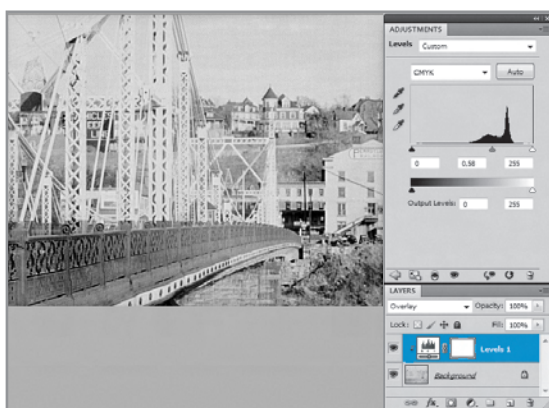 ADJUSTMENTS
Levels Custom
CMYK Auto
0 0.58 255
Output Levels: 0 255
LAYERS
Overlay Opacity: 100%
Lock: Fill: 100%
Levels 1
Background
fx.